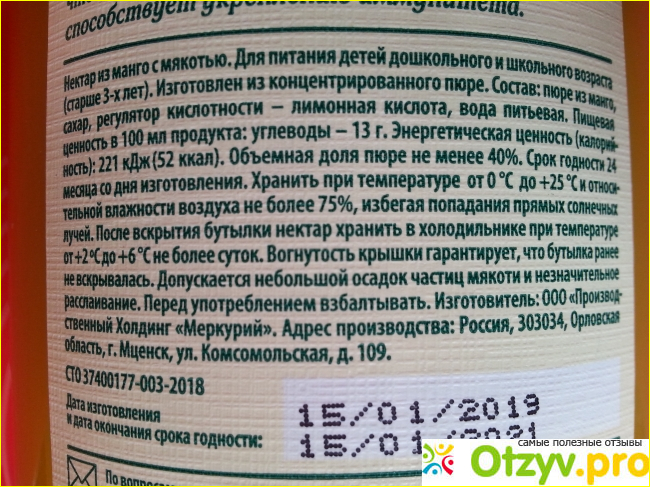 способствует укреплению иммунитета.
Нектар из манго с мякотью. Для питания детей дошкольного и школьного возраста
(старше 3-х лет). Изготовлен из концентрированного пюре. Состав: пюре из манго,
сахар, регулятор кислотности – лимонная кислота, вода питьевая. Пищевая
ценность в 100 мл продукта: углеводы – 13 г. Энергетическая ценность (калорий-
ность): 221 кДж (52 ккал). Объемная доля пюре не менее 40%. Срок годности 24
месяца со дня изготовления. Хранить при температуре от 0 °С до +25 °С и относи-
тельной влажности воздуха не более 75%, избегая попадания прямых солнечных
лучей. После вскрытия бутылки нектар хранить в холодильнике при температуре
от +2 °С до +6 °С не более суток. Вогнутость крышки гарантирует, что бутылка ранее
не вскрывалась. Допускается небольшой осадок частиц мякоти и незначительное
расслаивание. Перед употреблением взбалтывать. Изготовитель: ООО «Производ-
ственный Холдинг «Меркурий». Адрес производства: Россия, 303034, Орловская
область, г. Мценск, ул. Комсомольская, д. 109.
СТО 37400177-003-2018
Дата изготовления
и дата окончания срока годности:
15/01/2019
15/01/2021
самые полезные отзывы
Otzyv.pro
По вопросам